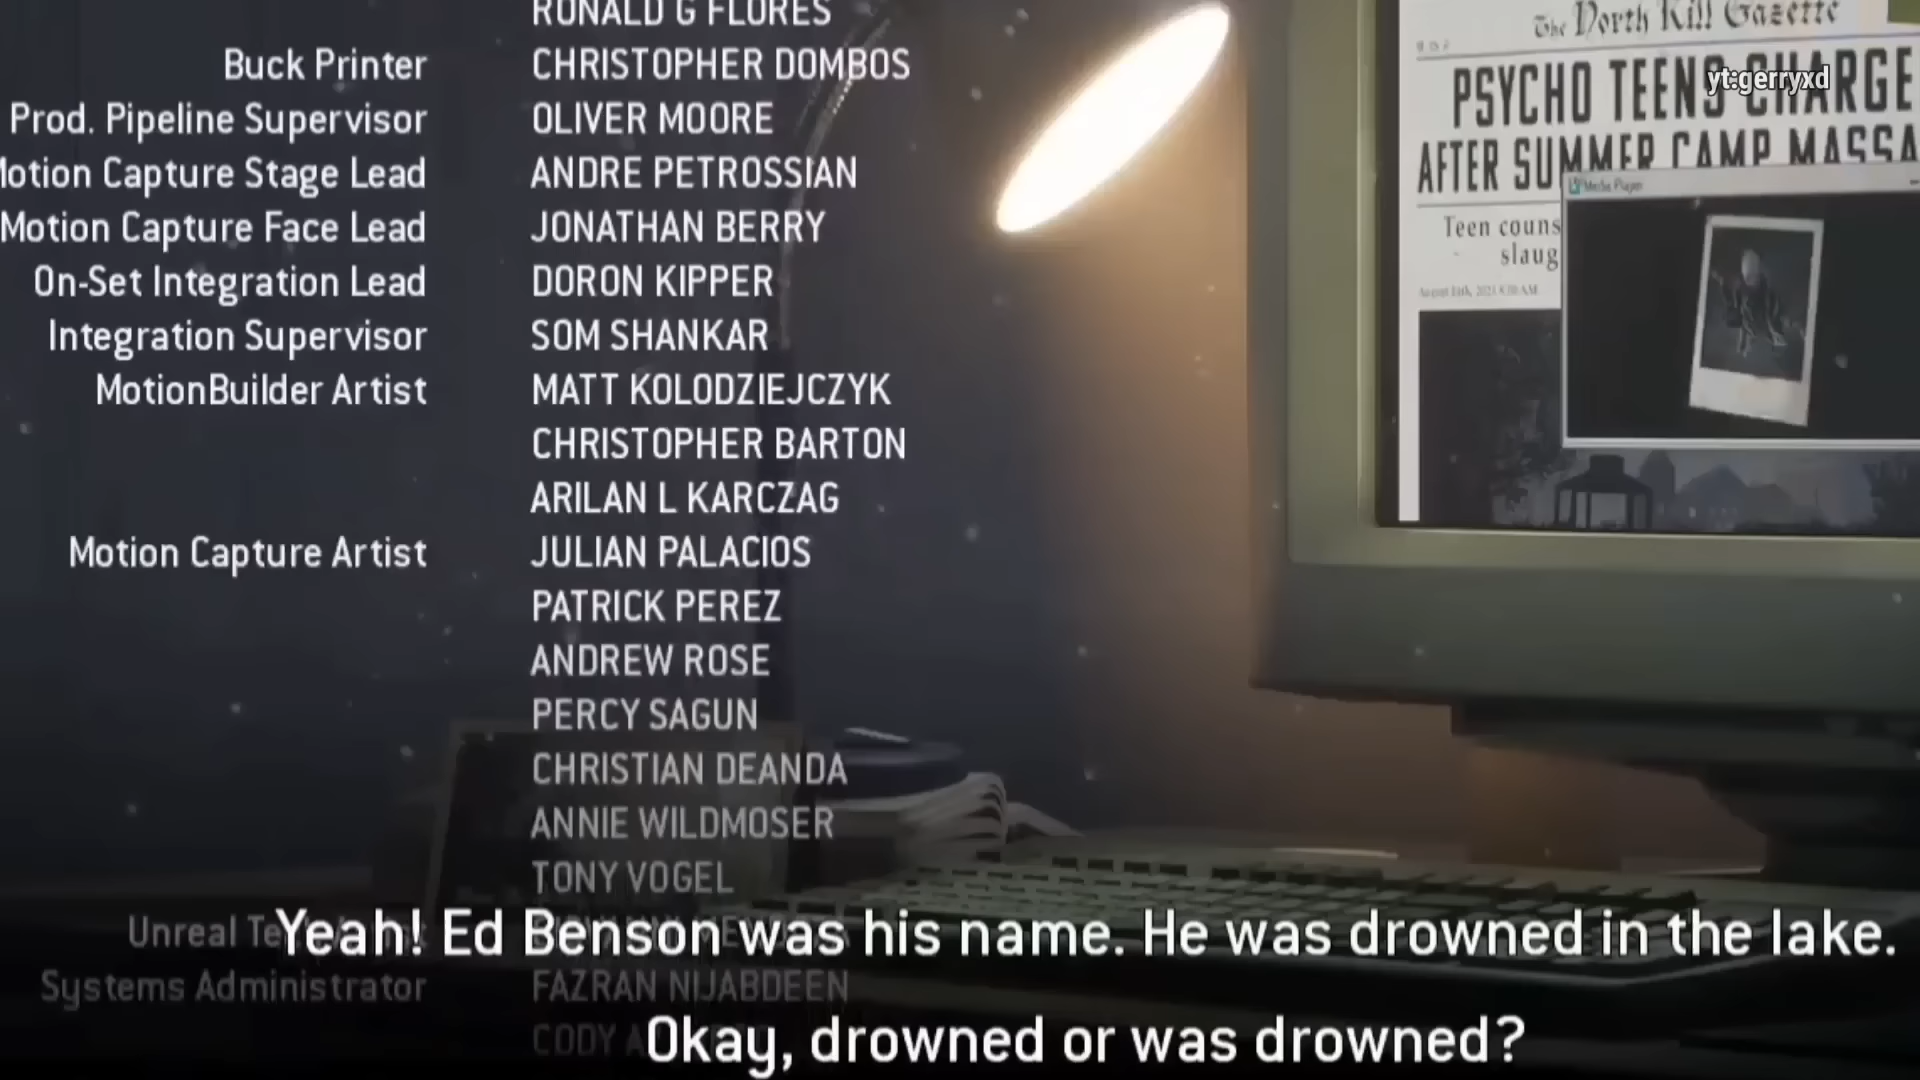 RONALD G FLORES
Buck Printer CHRISTOPHER DOMBOS
Prod. Pipeline Supervisor OLIVER MOORE
Motion Capture Stage Lead ANDRE PETROSSIAN
Motion Capture Face Lead JONATHAN BERRY
On-Set Integration Lead DORON KIPPER
Integration Supervisor SOM SHANKAR
MotionBuilder Artist MATT KOLODZIEJCZYK
CHRISTOPHER BARTON
ARILAN L KARCZAG
Motion Capture Artist JULIAN PALACIOS
PATRICK PEREZ
ANDREW ROSE
PERCY SAGUN
CHRISTIAN DEANDA
ANNIE WILDMOSER
TONY VOGEL
Unreal
Systems Administrator FAZRAN NIJABDEEN
CODY
Yeah! Ed Benson was his name. He was drowned in the lake.
Okay, drowned or was drowned?
The North Kill Gazette
yt:gerryxd
PSYCHO TEENS CHARGE
AFTER SUMMER CAMP MASSA
Teen couns
slaug
Media Player